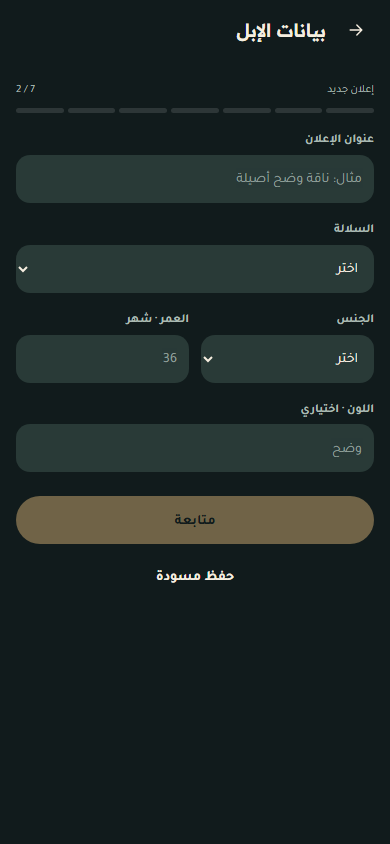 بيانات الإبل
إعلان جديد
2 / 7
عنوان الإعلان
مثال: ناقة وضح أصيلة
السلالة
اختر
الجنس
العمر · شهر
اختر
36
اللون · اختياري
وضح
متابعة
حفظ مسودة